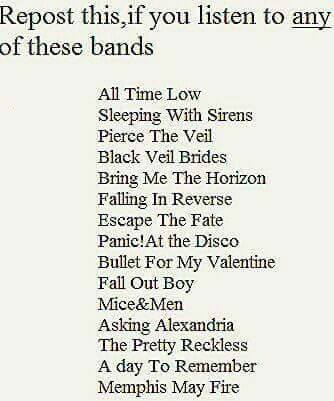 Repost this,if you listen to any
of these bands
All Time Low
Sleeping With Sirens
Pierce The Veil
Black Veil Brides
Bring Me The Horizon
Falling In Reverse
Escape The Fate
Panic!At the Disco
Bullet For My Valentine
Fall Out Boy
Mice&Men
Asking Alexandria
The Pretty Reckless
A day To Remember
Memphis May Fire